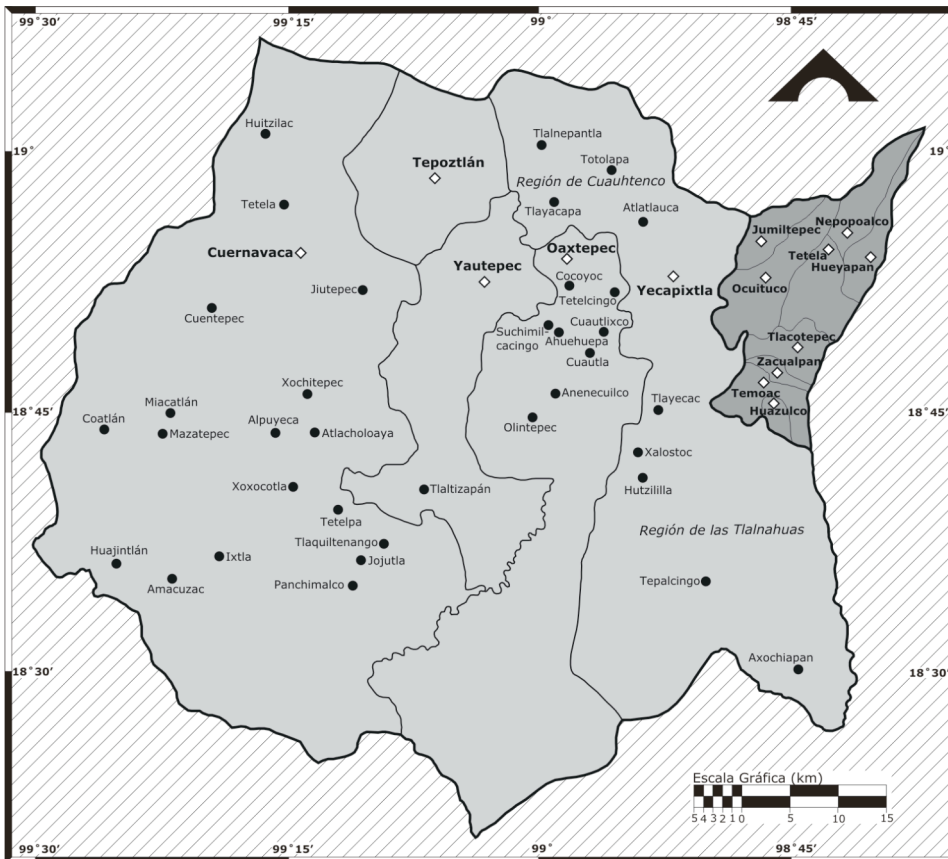 99˚30’
99˚15’
99˚
98˚45’
Huitzilac
Tlalnepantla
19˚
19˚
Tepoztlán
Totolapa
Región de Cuauhtenco
Tetela
Tlayacapa
Atlatlauca
Nepopoalco
Jumiltepec
Cuernavaca
Oaxtepec
Tetela
Hueyapan
Yautepec
Cocoyoc
Jiutepec
Tetelcingo
Yecapixtla
Ocuituco
Cuentepec
Suchimil-
cacingo
Cuautlixco
Ahuehuepa
Tlacotepec
Cuautla
Zacualpan
Xochitepec
Anenecuilco
Temoac
Miacatlán
Tlayecac
Huazulco
18˚45’
18˚45’
Coatlán
Alpuyeca
Olintepec
Mazatepec
Atlacholoaya
Xalostoc
Xoxocotla
Tlaltizapán
Hutzililla
Tetelpa
Región de las Tlalnahuas
Tlaquiltenango
Huajintlán
Ixtla
Jojutla
Amacuzac
Panchimalco
Tepalcingo
Axochiapan
18˚30’
18˚30’
Escala Gráfica (km)
5 4 3 2 1 0 5 10 15
99˚30’
99˚15’
99˚
98˚45’